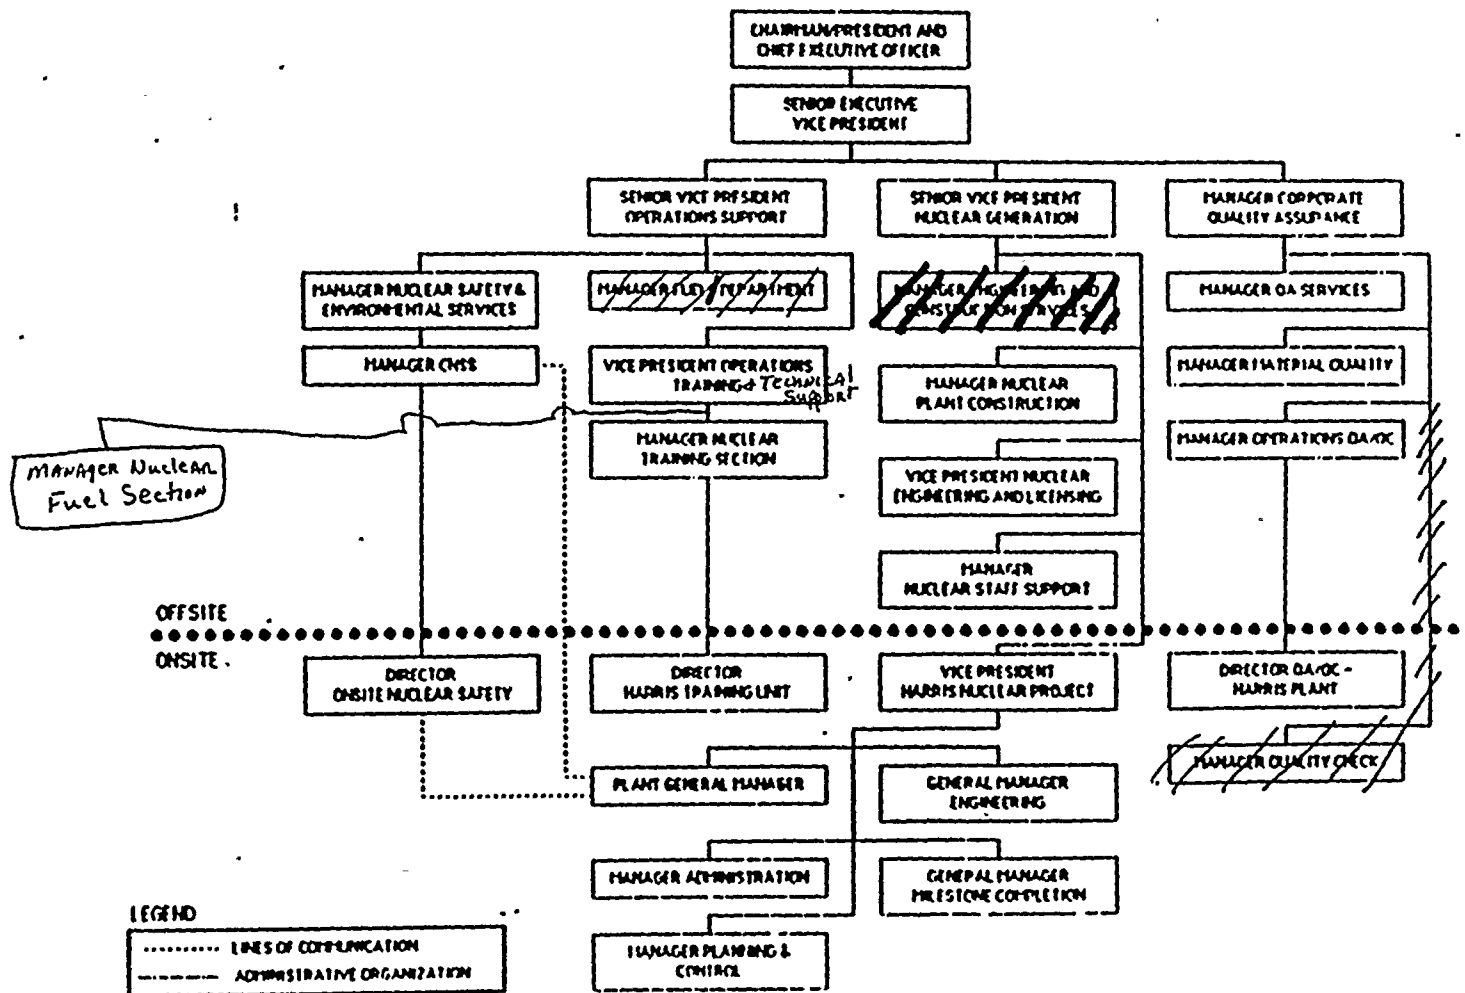 CHAIRMAN/PRESIDENT AND
CHIEF EXECUTIVE OFFICER
SENIOR EXECUTIVE
VICE PRESIDENT
SENIOR VICE PRESIDENT
OPERATIONS SUPPORT
SENIOR VICE PRESIDENT
NUCLEAR GENERATION
MANAGER CORPORATE
QUALITY ASSURANCE
MANAGER NUCLEAR SAFETY &
ENVIRONMENTAL SERVICES
MANAGER FUEL DEPARTMENT
MANAGER ENGINEERING AND
CONSTRUCTION SERVICES
MANAGER QA SERVICES
MANAGER CNSS
VICE PRESIDENT OPERATIONS
TRAINING & Technical
Support
MANAGER NUCLEAR
PLANT CONSTRUCTION
MANAGER MATERIAL QUALITY
MANAGER Nuclear
Fuel Section
MANAGER NUCLEAR
TRAINING SECTION
VICE PRESIDENT NUCLEAR
ENGINEERING AND LICENSING
MANAGER OPERATIONS QA/QC
MANAGER
NUCLEAR STAFF SUPPORT
OFFSITE
ONSITE.
DIRECTOR
ONSITE NUCLEAR SAFETY
DIRECTOR
HARRIS TRAINING UNIT
VICE PRESIDENT
HARRIS NUCLEAR PROJECT
DIRECTOR QA/QC -
HARRIS PLANT
PLANT GENERAL MANAGER
GENERAL MANAGER
ENGINEERING
MANAGER QUALITY CHECK
MANAGER ADMINISTRATION
GENERAL MANAGER
MILESTONE COMPLETION
MANAGER PLANNING &
CONTROL
LEGEND
LINES OF COMMUNICATION
ADMINISTRATIVE ORGANIZATION